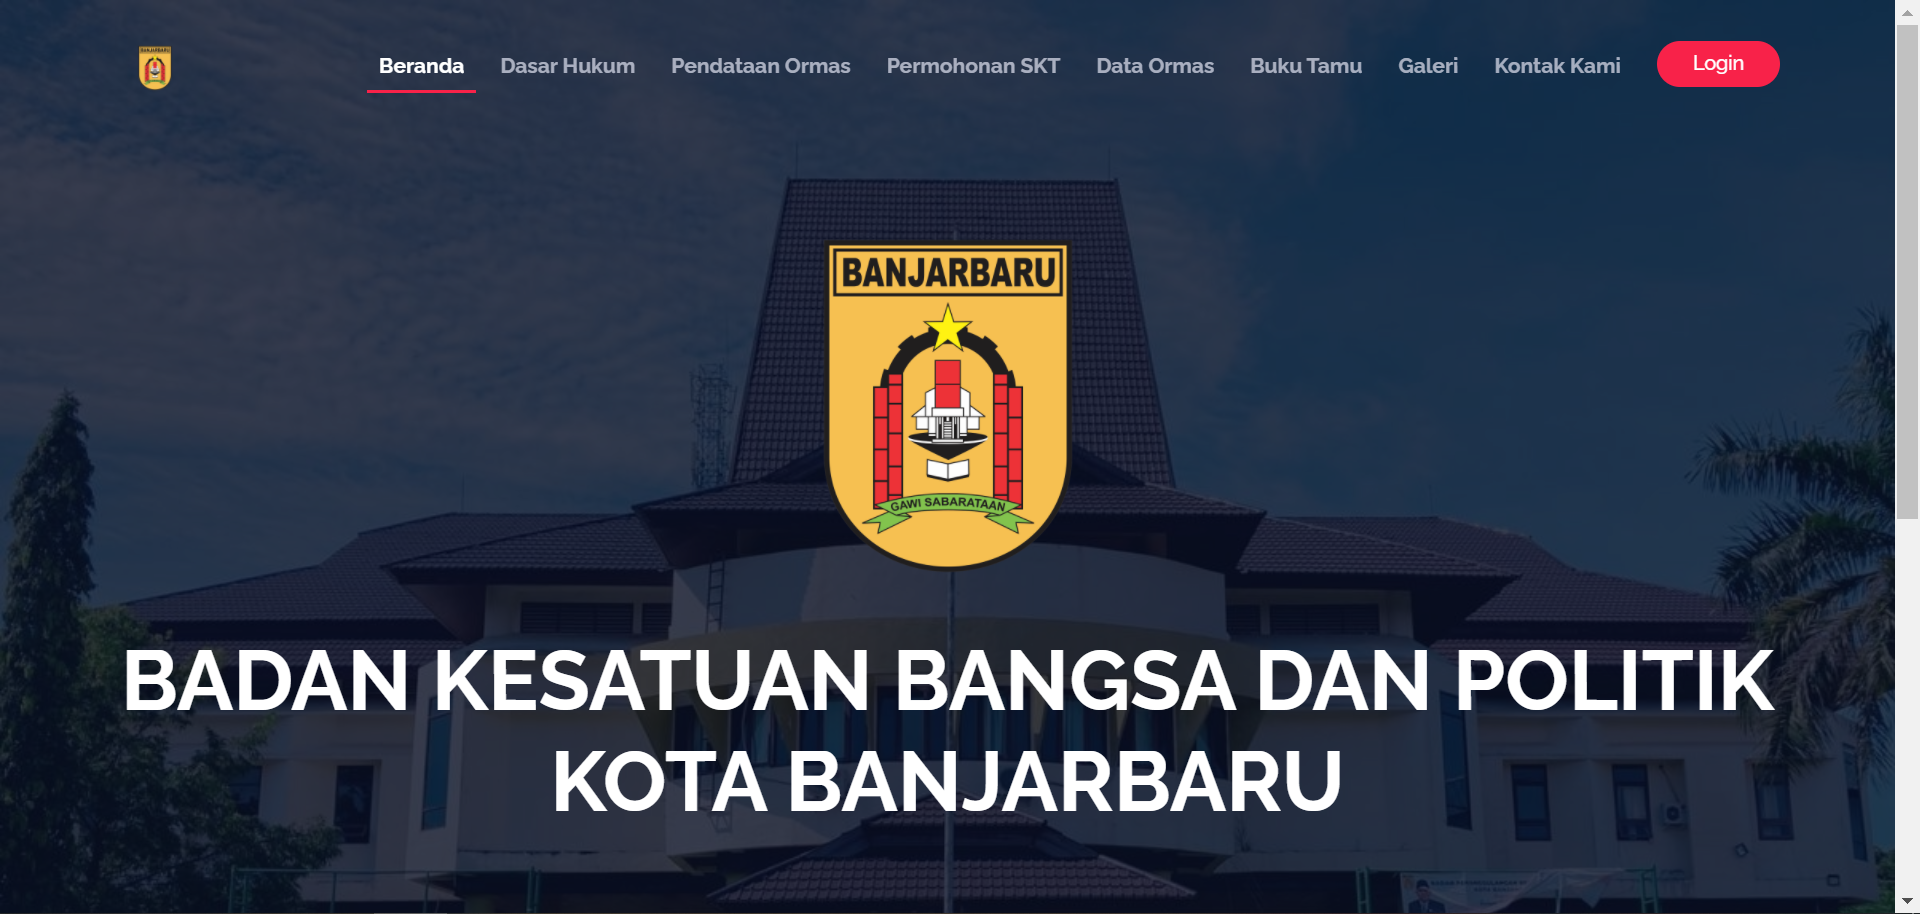 BANJARBARU
Beranda
Dasar Hukum
Pendataan Ormas
Permohonan SKT
Data Ormas
Buku Tamu
Galeri
Kontak Kami
Login
BANJARBARU
GAWI SABARATAAN
BADAN KESATUAN BANGSA DAN POLITIK
KOTA BANJARBARU